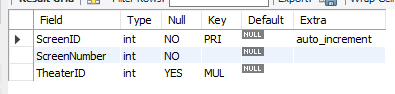 Field Type Null Key Default Extra
ScreenID int NO PRI NULL auto_increment
ScreenNumber int NO NULL
TheaterID int YES MUL NULL